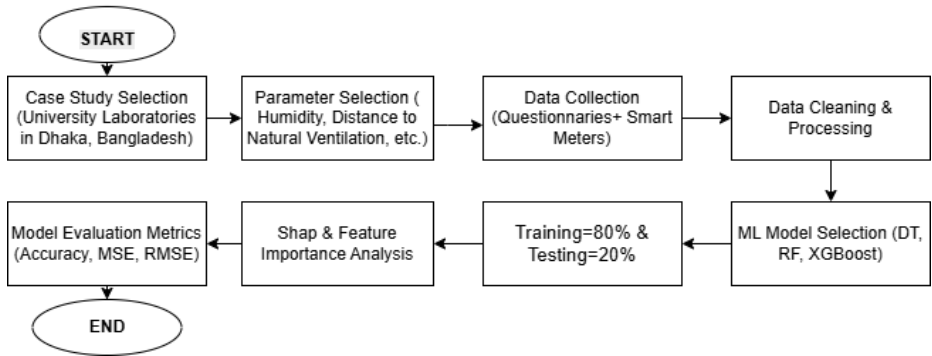 START
Case Study Selection
(University Laboratories
in Dhaka, Bangladesh)
Parameter Selection (
Humidity, Distance to
Natural Ventilation, etc.)
Data Collection
(Questionnaries+ Smart
Meters)
Data Cleaning &
Processing
ML Model Selection (DT,
RF, XGBoost)
Training=80% &
Testing=20%
Shap & Feature
Importance Analysis
Model Evaluation Metrics
(Accuracy, MSE, RMSE)
END